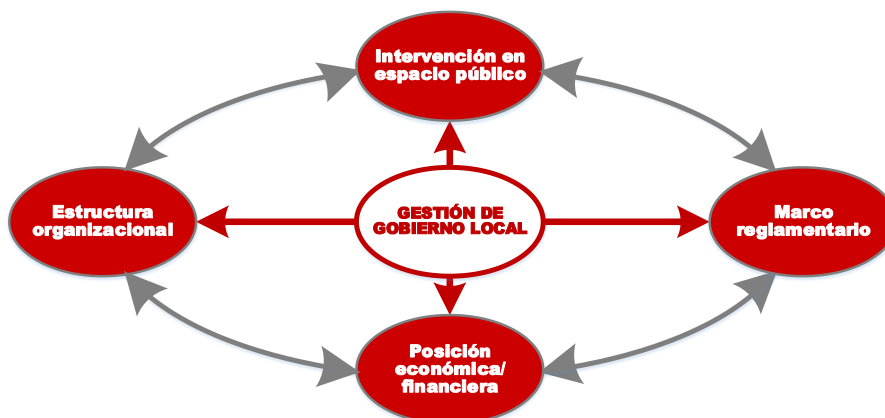 Intervención en
espacio público
Estructura
organizacional
GESTIÓN DE
GOBIERNO LOCAL
Marco
reglamentario
Posición
económica/
financiera